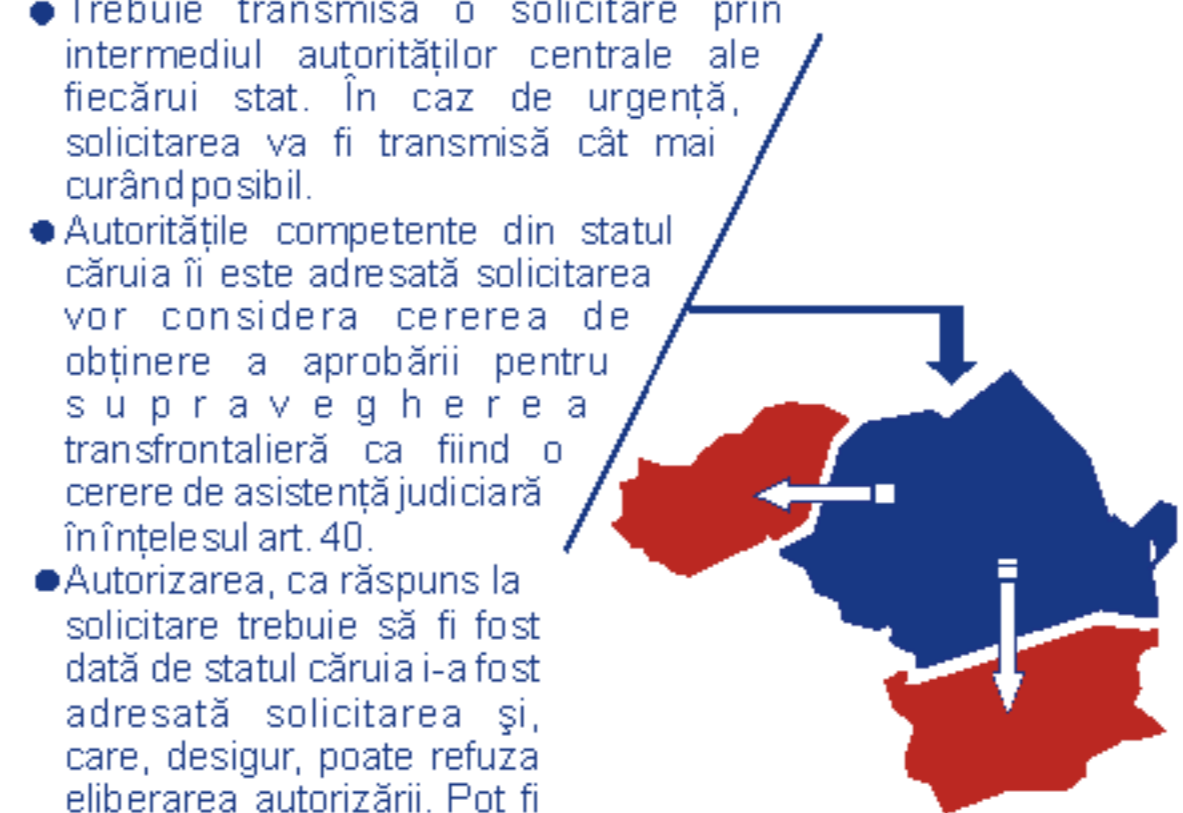 Trebuie transmisă o solicitare prin
intermediul autorităților centrale ale
fiecărui stat. În caz de urgență,
solicitarea va fi transmisă cât mai
curând posibil.
Autoritățile competente din statul
căruia îi este adresată solicitarea
vor considera cererea de
obținere a aprobării pentru
supravegherea
transfrontalieră ca fiind o
cerere de asistență judiciară
în înțelesul art. 40.
Autorizarea, ca răspuns la
solicitare trebuie să fi fost
dată de statul căruia i-a fost
adresată solicitarea şi,
care, desigur, poate refuza
eliberarea autorizării. Pot fi